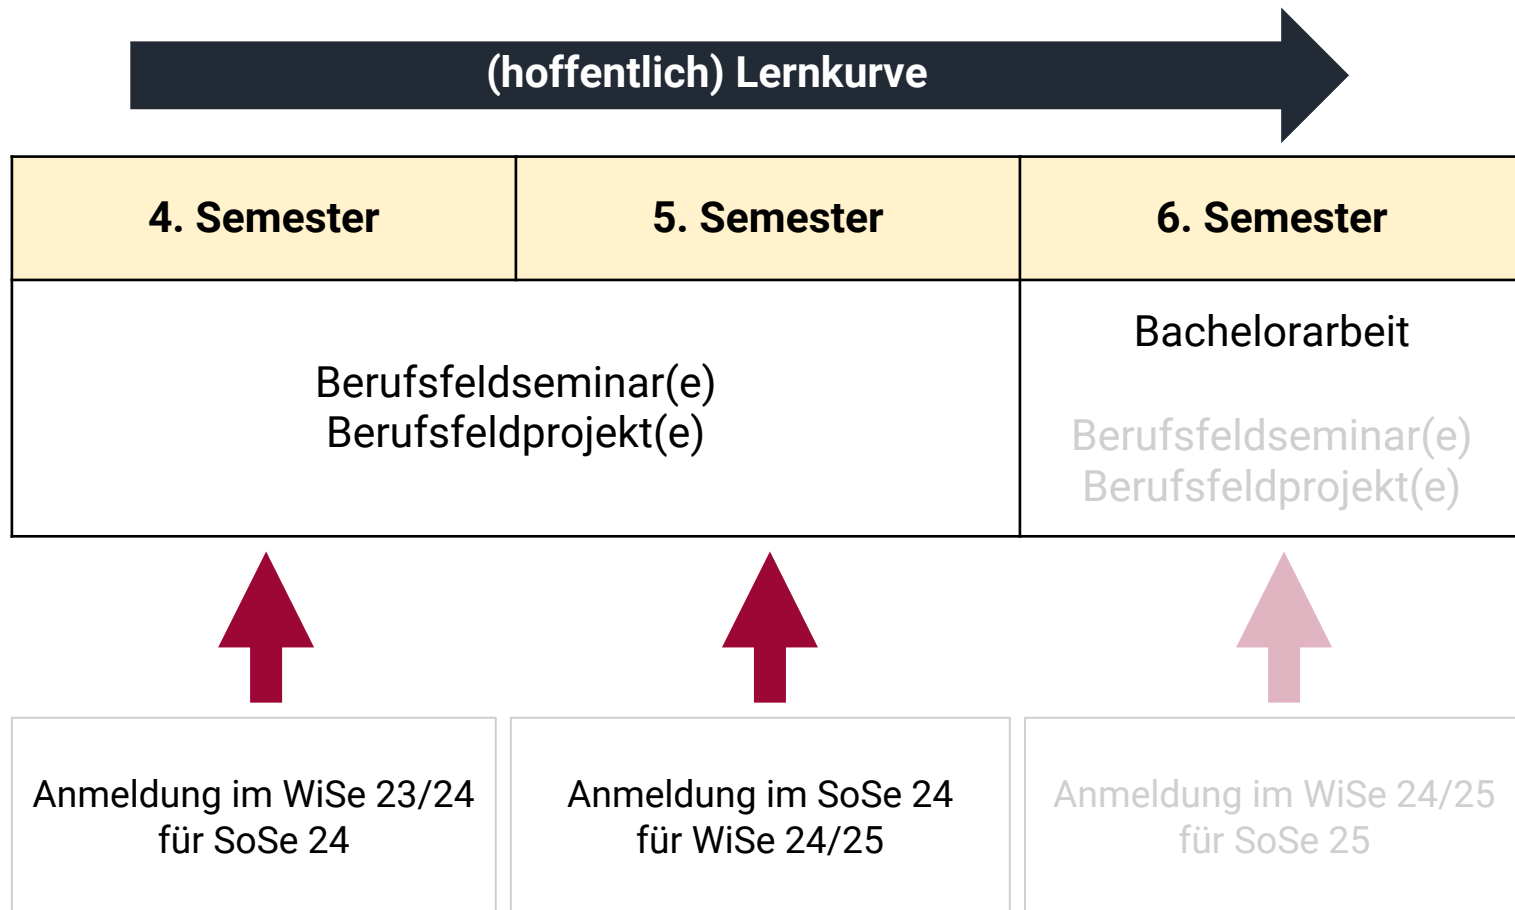 (hoffentlich) Lernkurve
4. Semester
5. Semester
6. Semester
Berufsfeldseminar(e)
Berufsfeldprojekt(e)
Bachelorarbeit
Berufsfeldseminar(e)
Berufsfeldprojekt(e)
Anmeldung im WiSe 23/24
für SoSe 24
Anmeldung im SoSe 24
für WiSe 24/25
Anmeldung im WiSe 24/25
für SoSe 25